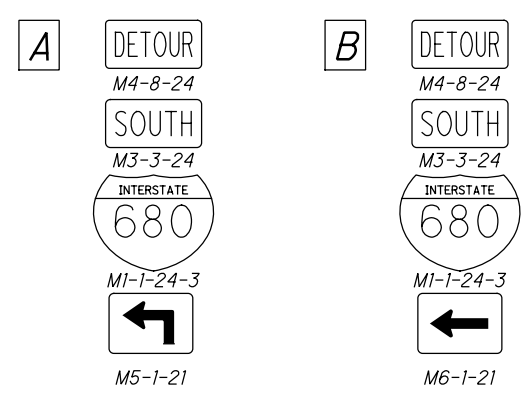 A
DETOUR
M4-8-24
SOUTH
M3-3-24
INTERSTATE
680
M1-1-24-3
M5-1-21
B
DETOUR
M4-8-24
SOUTH
M3-3-24
INTERSTATE
680
M1-1-24-3
M6-1-21